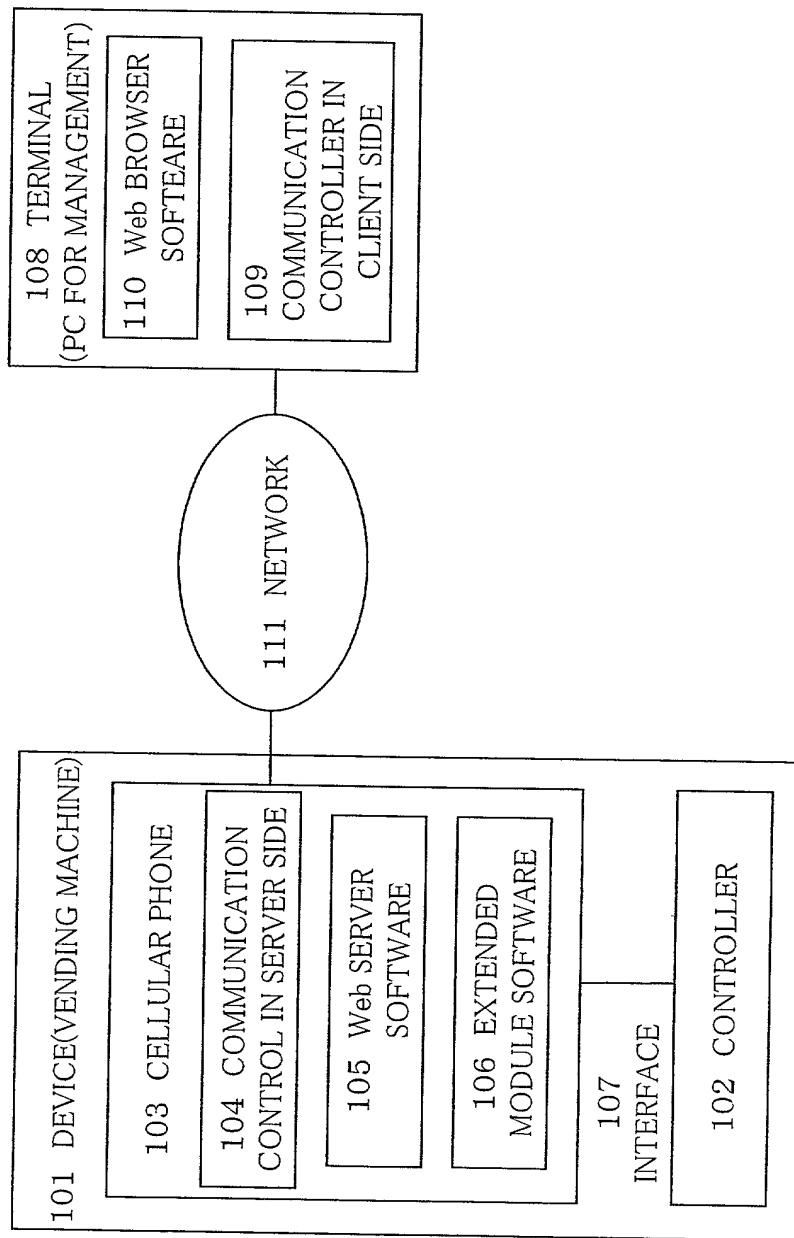 101 DEVICE(VENDING MACHINE)
103 CELLULAR PHONE
104 COMMUNICATION
CONTROL IN SERVER SIDE
105 Web SERVER
SOFTWARE
106 EXTENDED
MODULE SOFTWARE
107
INTERFACE
102 CONTROLLER
111 NETWORK
108 TERMINAL
(PC FOR MANAGEMENT)
110 Web BROWSER
SOFTEARE
109
COMMUNICATION
CONTROLLER IN
CLIENT SIDE